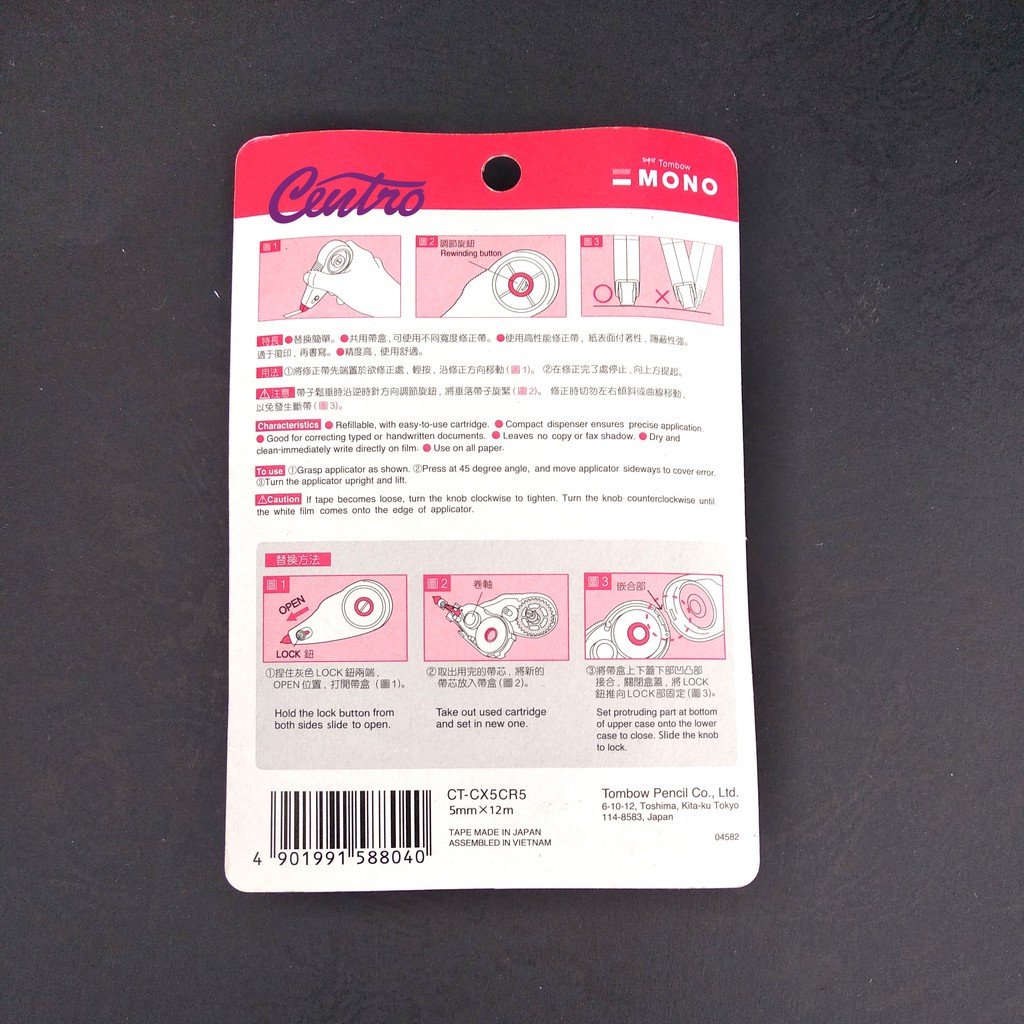 Centro
Tombow
MONO
圖1
圖2 調節旋鈕
Rewinding button
圖3
特長 ●替換簡單。 ●共用帶盒, 可使用不同寬度修正帶。 ●使用高性能修正帶, 紙表面付著性, 隱蔽性強。
適于復印, 再書寫。 ●精度高, 使用舒適。
用法 ①將修正帶先端置於欲修正處, 輕按, 沿修正方向移動 (圖1)。 ②在修正完了處停止, 向上方提起。
⚠注意 帶子鬆垂時沿逆時針方向調節旋鈕, 將垂落帶子旋緊 (圖2)。 修正時切勿左右傾斜或曲線移動,
以免發生斷帶 (圖3)。
Characteristics ● Refillable, with easy-to-use cartridge. ● Compact dispenser ensures precise application.
● Good for correcting typed or handwritten documents. ● Leaves no copy or fax shadow. ● Dry and
clean-immediately write directly on film. ● Use on all paper.
To use ①Grasp applicator as shown. ②Press at 45 degree angle, and move applicator sideways to cover error.
③Turn the applicator upright and lift.
⚠Caution If tape becomes loose, turn the knob clockwise to tighten. Turn the knob counterclockwise until
the white film comes onto the edge of applicator.
替換方法
圖1
OPEN
LOCK 鈕
圖2 卷軸
圖3 嵌合部
①捏住灰色 LOCK 鈕兩端,
OPEN 位置, 打開帶盒 (圖1)。
Hold the lock button from
both sides slide to open.
②取出用完的帶芯, 將新的
帶芯放入帶盒 (圖2)。
Take out used cartridge
and set in new one.
③將帶盒上下蓋下部凹凸部
接合, 關閉盒蓋, 將 LOCK
鈕推向 LOCK 部固定 (圖3)。
Set protruding part at bottom
of upper case onto the lower
case to close. Slide the knob
to lock.
4 901991 588040
CT-CX5CR5
5mm×12m
TAPE MADE IN JAPAN
ASSEMBLED IN VIETNAM
Tombow Pencil Co., Ltd.
6-10-12, Toshima, Kita-ku Tokyo
114-8583, Japan
04582